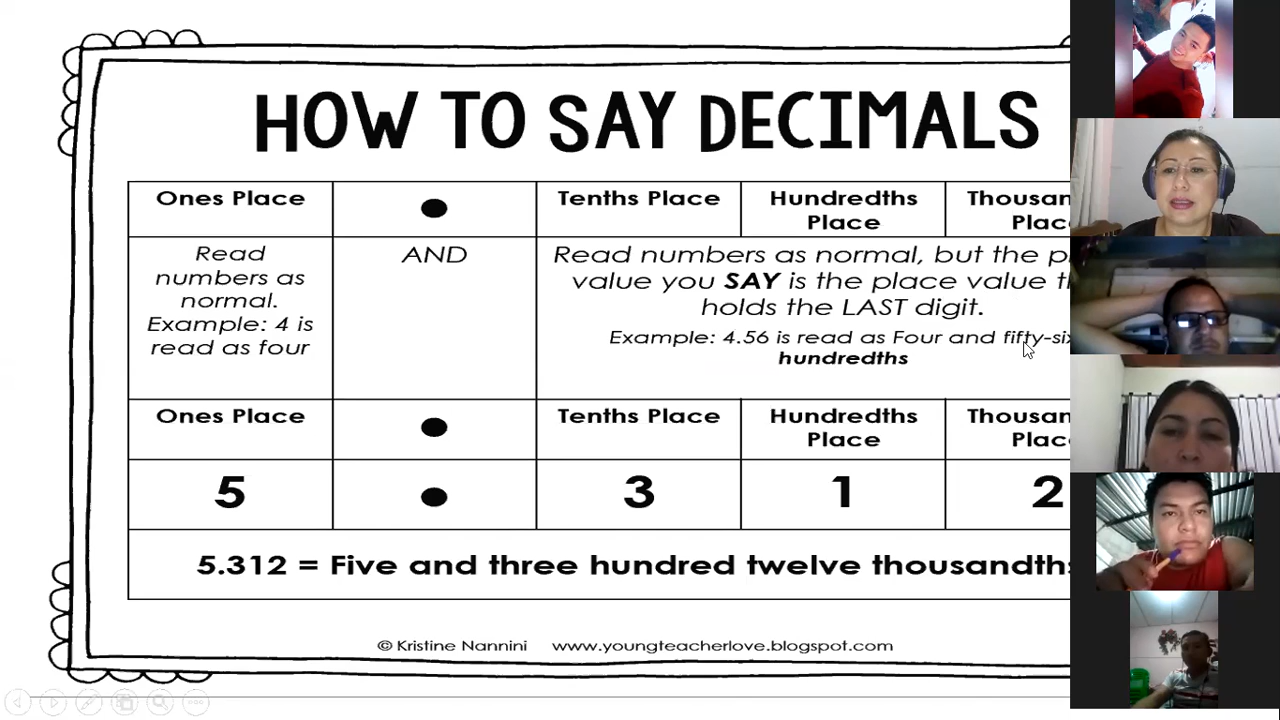 HOW TO SAY DECIMALS
Ones Place
Tenths Place
Hundredths
Place
Read
numbers as
normal.
Example: 4 is
read as four
AND
Read numbers as normal, but the
value you SAY is the place value
holds the LAST digit.
Example: 4.56 is read as Four and fifty-six
hundredths
Ones Place
Tenths Place
Hundredths
Place
5 3 1 2
5.312 = Five and three hundred twelve thousandths
© Kristine Nannini www.youngteacherlove.blogspot.com